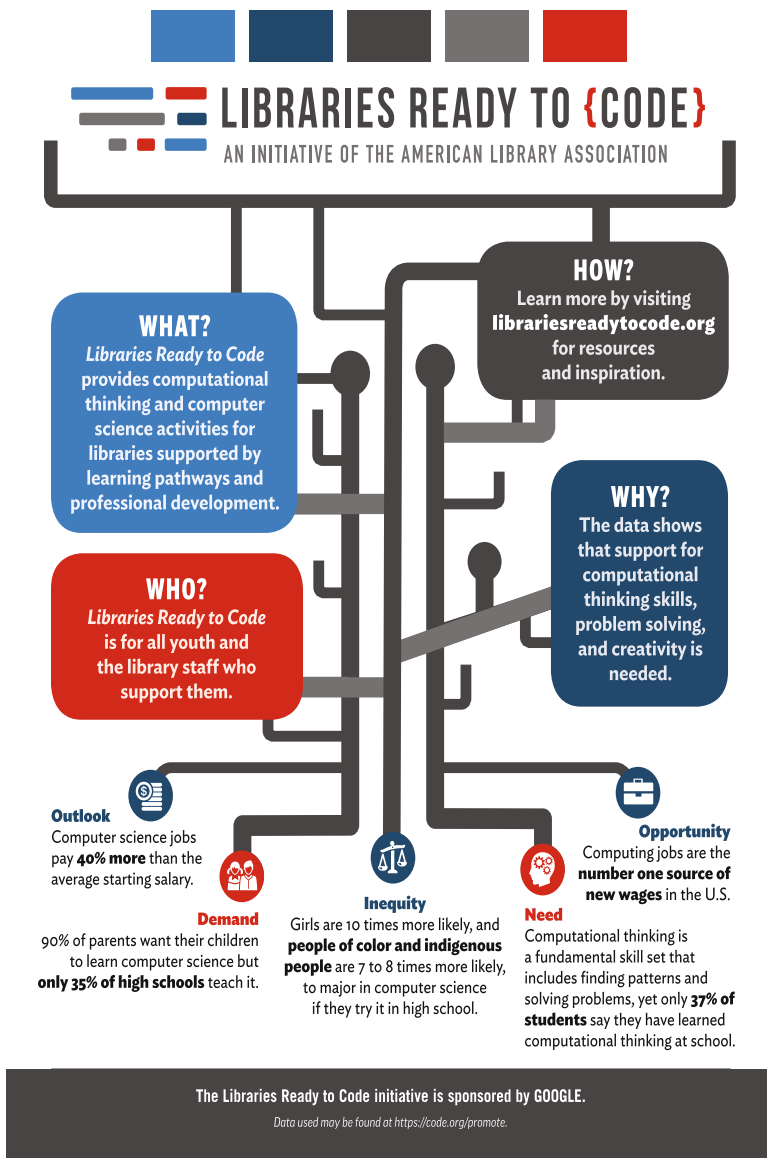 LIBRARIES READY TO {CODE}
AN INITIATIVE OF THE AMERICAN LIBRARY ASSOCIATION
HOW?
Learn more by visiting
librariesreadytocode.org
for resources
and inspiration.
WHAT?
Libraries Ready to Code
provides computational
thinking and computer
science activities for
libraries supported by
learning pathways and
professional development.
WHY?
The data shows
that support for
computational
thinking skills,
problem solving,
and creativity is
needed.
WHO?
Libraries Ready to Code
is for all youth and
the library staff who
support them.
$
Outlook
Computer science jobs
pay 40% more than the
average starting salary.
Demand
90% of parents want their children
to learn computer science but
only 35% of high schools teach it.
Inequity
Girls are 10 times more likely, and
people of color and indigenous
people are 7 to 8 times more likely,
to major in computer science
if they try it in high school.
Need
Computational thinking is
a fundamental skill set that
includes finding patterns and
solving problems, yet only 37% of
students say they have learned
computational thinking at school.
Opportunity
Computing jobs are the
number one source of
new wages in the U.S.
The Libraries Ready to Code initiative is sponsored by GOOGLE.
Data used may be found at https://code.org/promote.